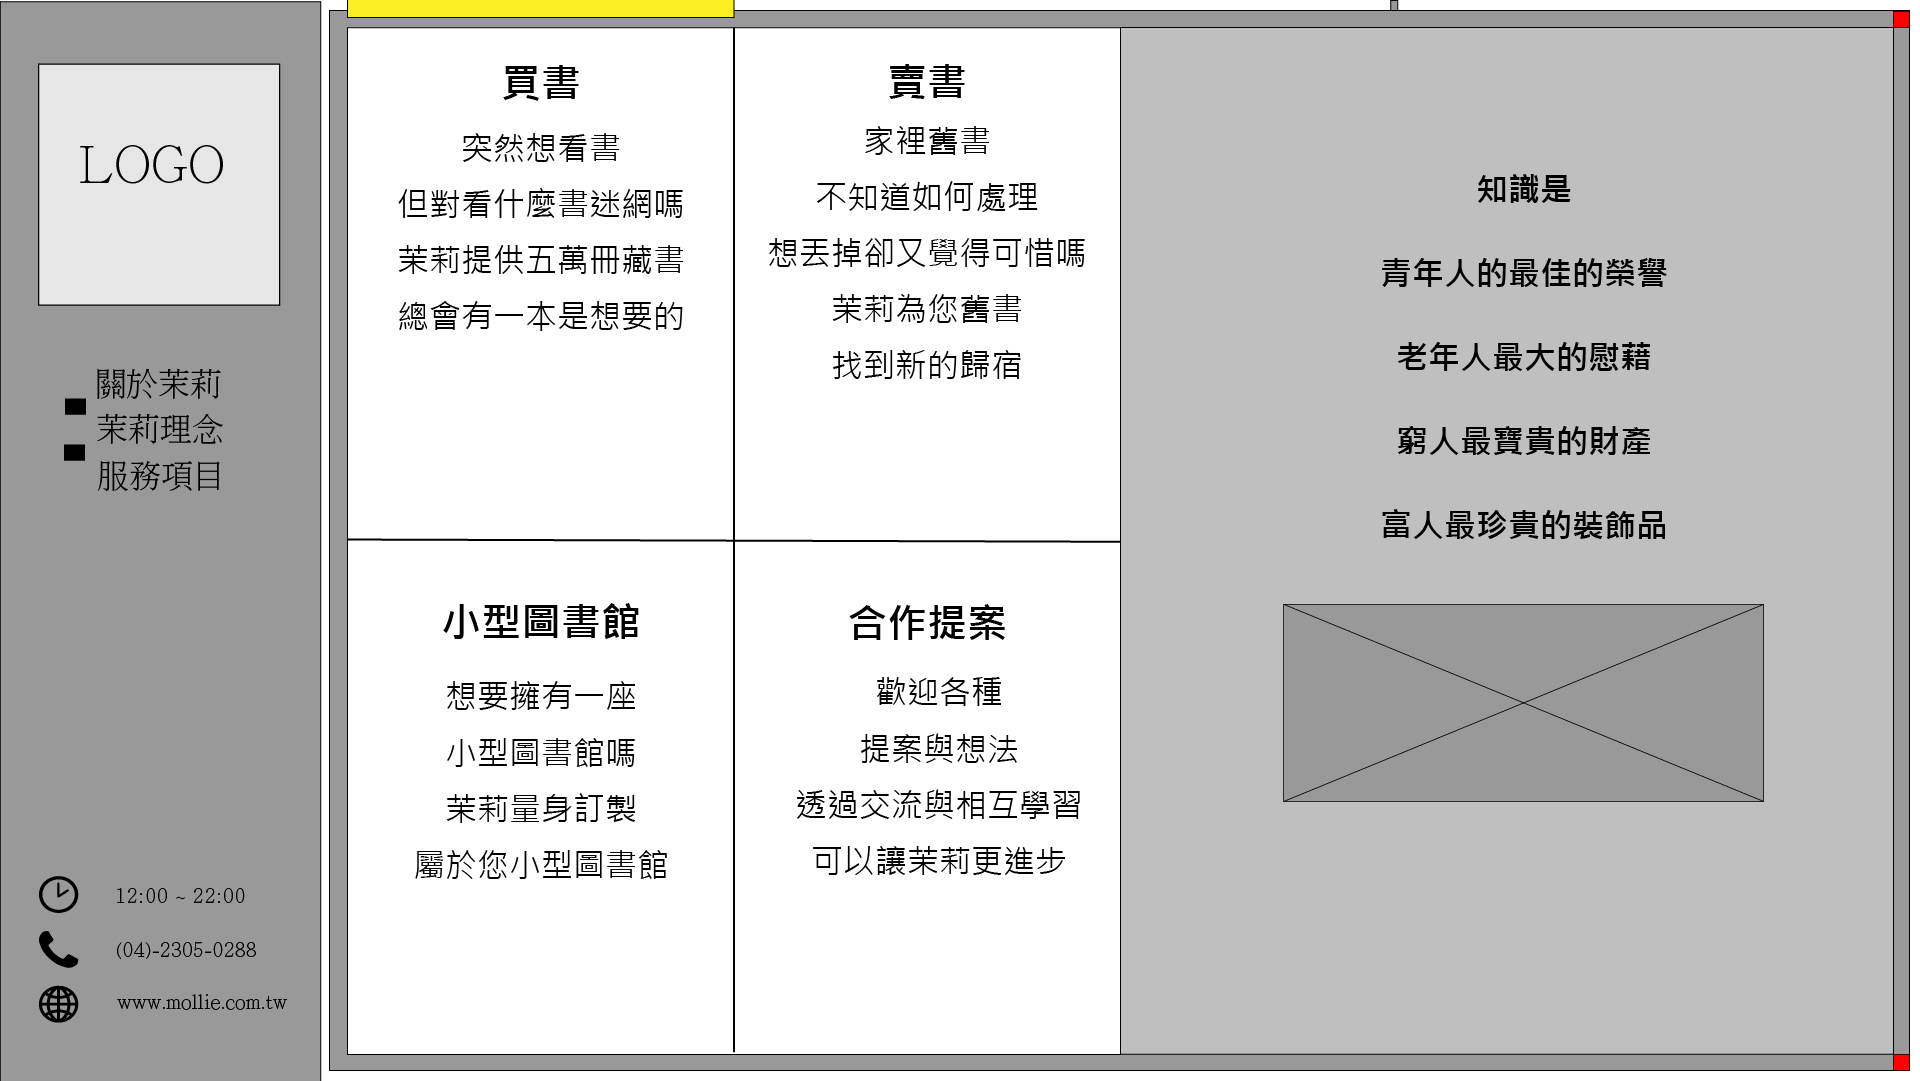 LOGO
關於茉莉
茉莉理念
服務項目
12:00 ~ 22:00
(04)-2305-0288
www.mollie.com.tw
買書
突然想看書
但對看什麼書迷網嗎
茉莉提供五萬冊藏書
總會有一本是想要的
賣書
家裡舊書
不知道如何處理
想丟掉卻又覺得可惜嗎
茉莉為您舊書
找到新的歸宿
小型圖書館
想要擁有一座
小型圖書館嗎
茉莉量身訂製
屬於您小型圖書館
合作提案
歡迎各種
提案與想法
透過交流與相互學習
可以讓茉莉更進步
知識是
青年人的最佳的榮譽
老年人最大的慰藉
窮人最寶貴的財產
富人最珍貴的裝飾品